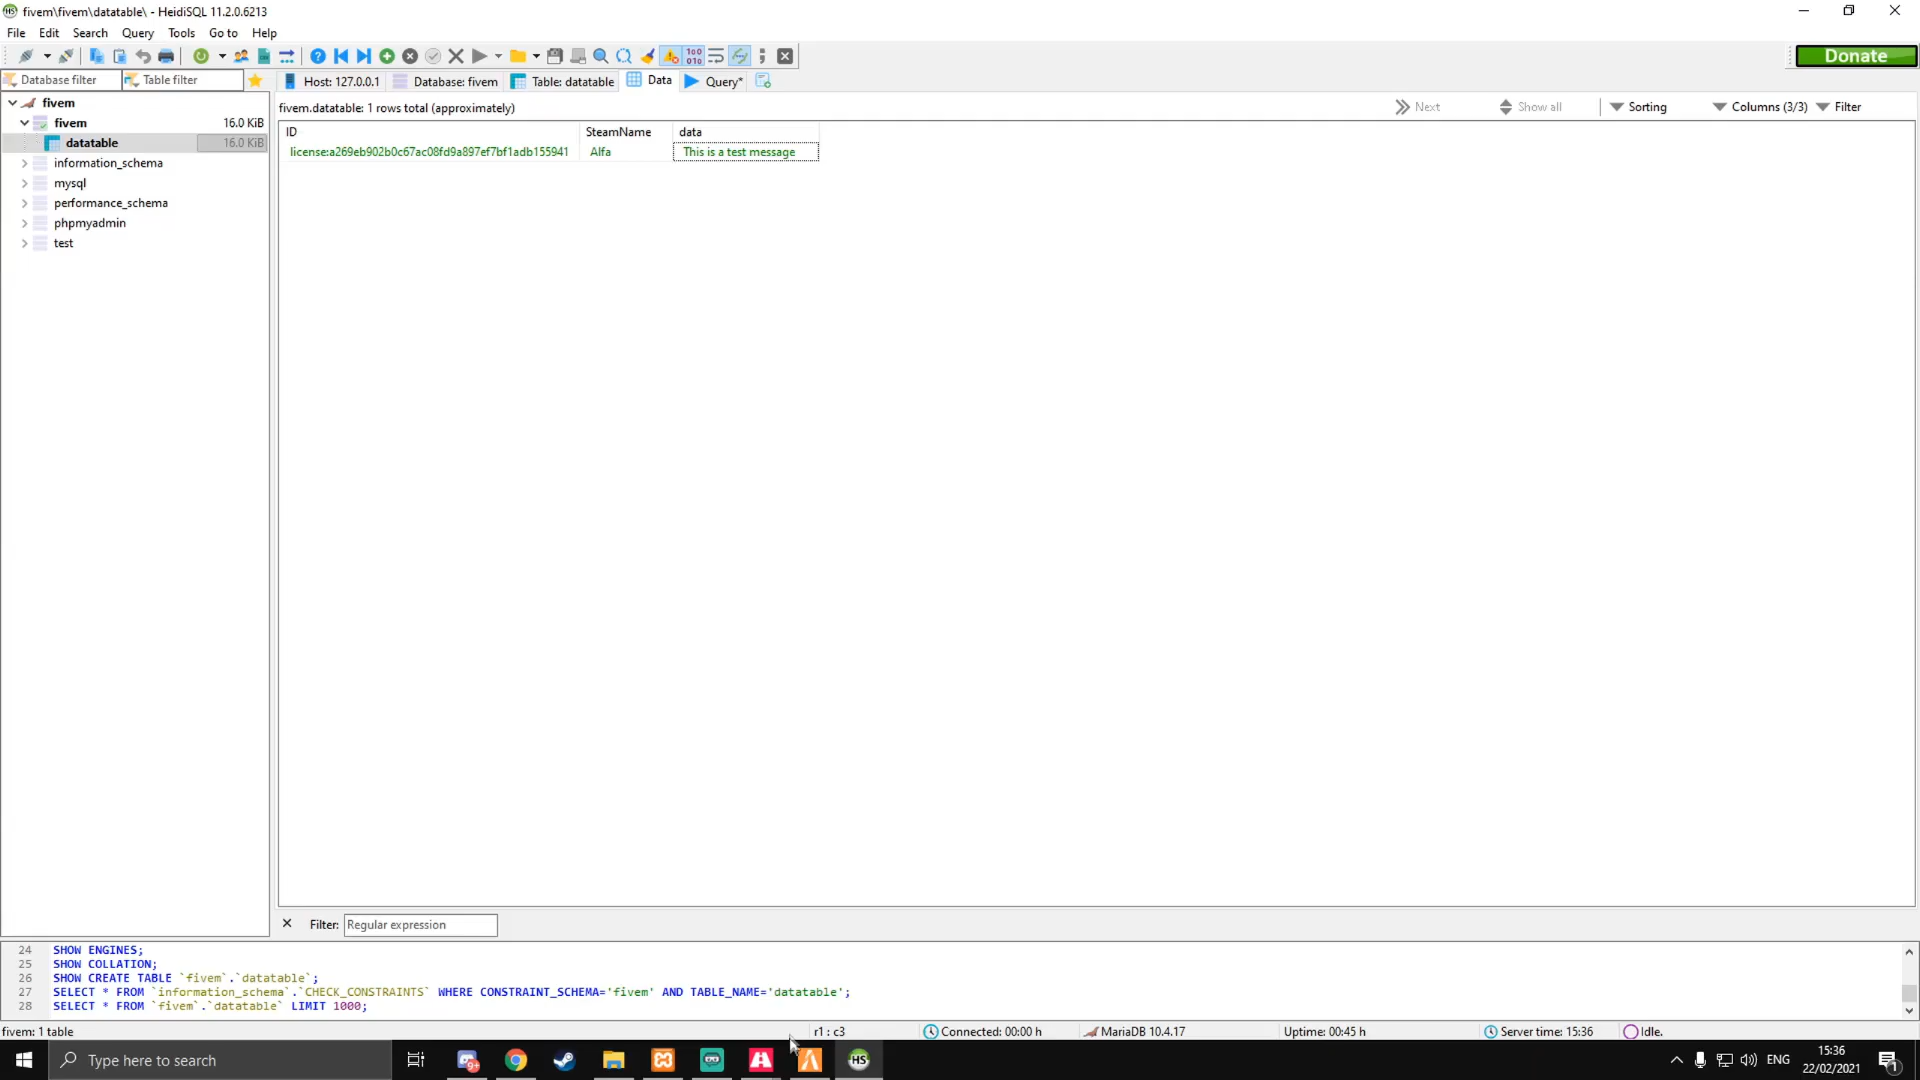 fivem\fivem\datatable\ - HeidiSQL 11.2.0.6213
File Edit Search Query Tools Go to Help
Donate
Database filter Table filter Host: 127.0.0.1 Database: fivem Table: datatable Data Query*
fivem
fivem 16.0 KiB
datatable 16.0 KiB
information_schema
mysql
performance_schema
phpmyadmin
test
fivem.datatable: 1 rows total (approximately) Next Show all Sorting Columns (3/3) Filter
ID SteamName data
license:a269eb902b0c67ac08fd9a897ef7bf1adb155941 Alfa This is a test message
Filter: Regular expression
24 SHOW ENGINES;
25 SHOW COLLATION;
26 SHOW CREATE TABLE `fivem`.`datatable`;
27 SELECT * FROM `information_schema`.`CHECK_CONSTRAINTS` WHERE CONSTRAINT_SCHEMA='fivem' AND TABLE_NAME='datatable';
28 SELECT * FROM `fivem`.`datatable` LIMIT 1000;
fivem: 1 table r1 : c3 Connected: 00:00 h MariaDB 10.4.17 Uptime: 00:45 h Server time: 15:36 Idle.
Type here to search
HS
ENG
15:36
22/02/2021